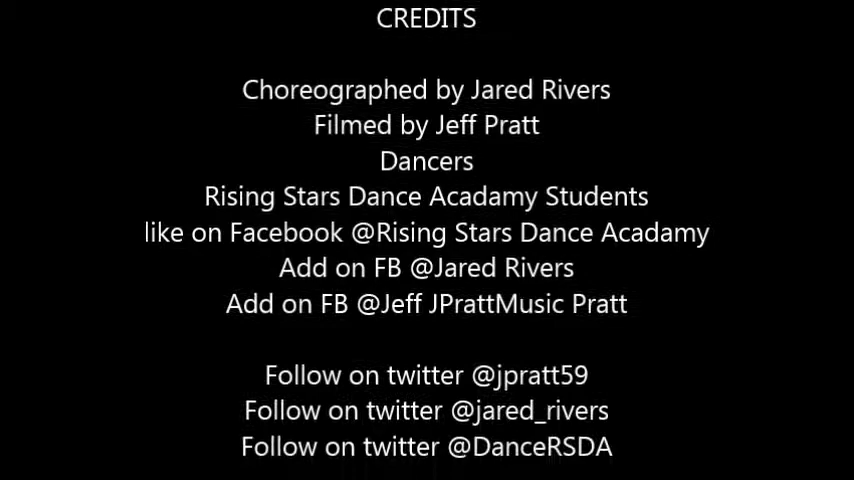 CREDITS
Choreographed by Jared Rivers
Filmed by Jeff Pratt
Dancers
Rising Stars Dance Acadamy Students
like on Facebook @Rising Stars Dance Acadamy
Add on FB @Jared Rivers
Add on FB @Jeff JPrattMusic Pratt
Follow on twitter @jpratt59
Follow on twitter @jared_rivers
Follow on twitter @DanceRSDA